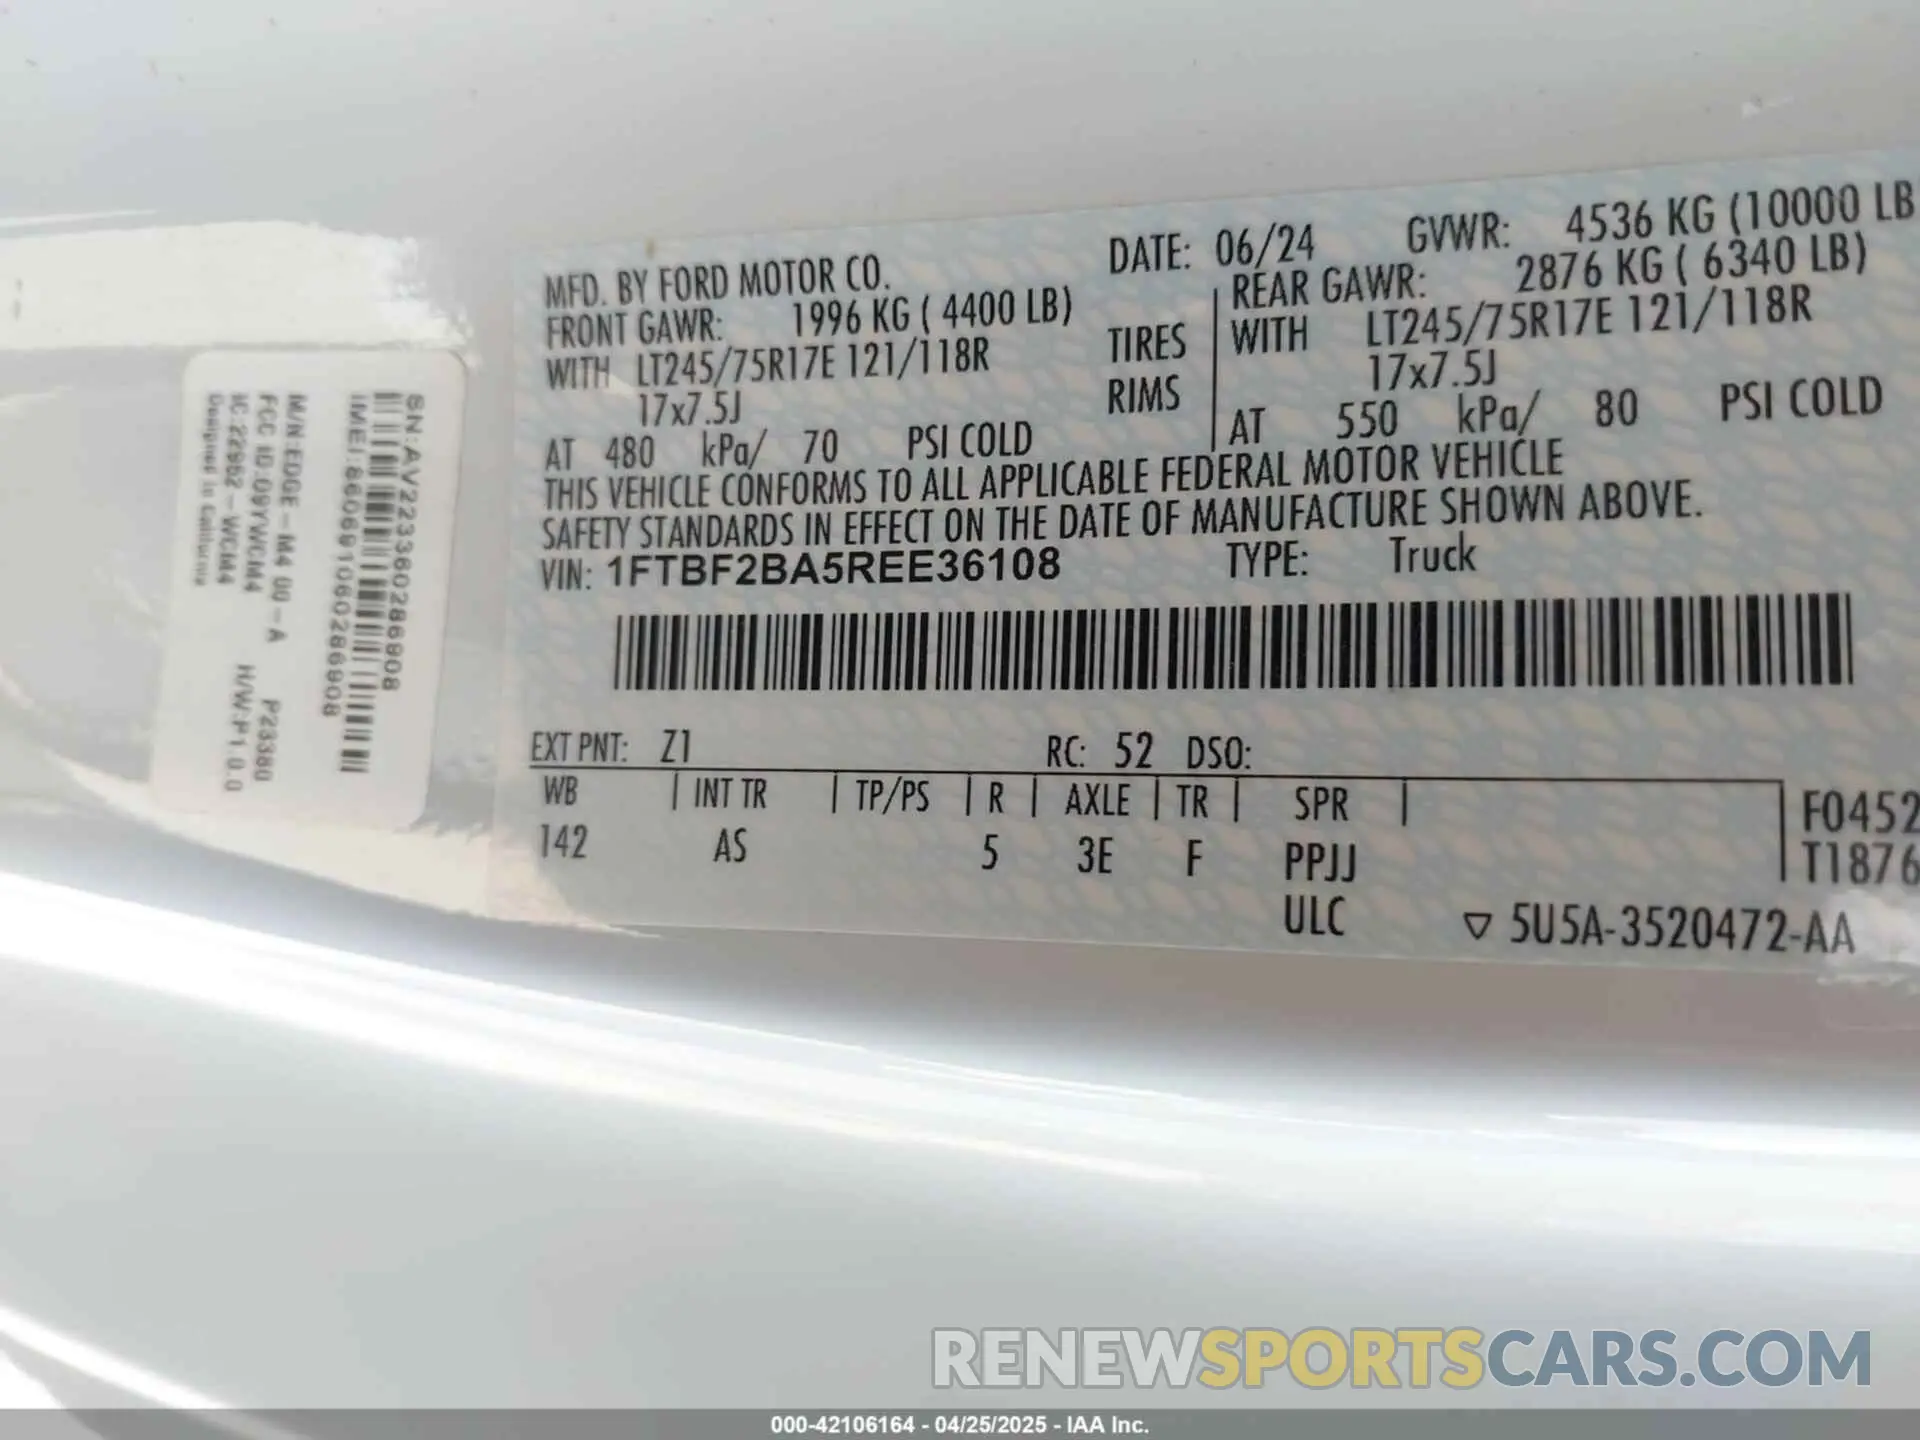 MFD. BY FORD MOTOR CO. DATE: 06/24 GVWR: 4536 KG (10000 LB
FRONT GAWR: 1996 KG ( 4400 LB) REAR GAWR: 2876 KG ( 6340 LB)
WITH LT245/75R17E 121/118R TIRES WITH LT245/75R17E 121/118R
17x7.5J RIMS 17x7.5J
AT 480 kPa/ 70 PSI COLD AT 550 kPa/ 80 PSI COLD
THIS VEHICLE CONFORMS TO ALL APPLICABLE FEDERAL MOTOR VEHICLE
SAFETY STANDARDS IN EFFECT ON THE DATE OF MANUFACTURE SHOWN ABOVE.
VIN: 1FTBF2BA5REE36108 TYPE: Truck
EXT PNT: Z1 RC: 52 DSO:
WB INT TR TP/PS R AXLE TR SPR F0452
142 AS 5 3E F PPJJ T1876
ULC 5U5A-3520472-AA
SN:AV223360286908
IMEI:860691060286908
M/N:EDGE-M4 00-A P23380
FCC ID:O9YWCM4 H/W:P1.0.0
IC:22962-WCM4
Designed in California
RENEWSPORTSCARS.COM
000-42106164 - 04/25/2025 - IAA Inc.